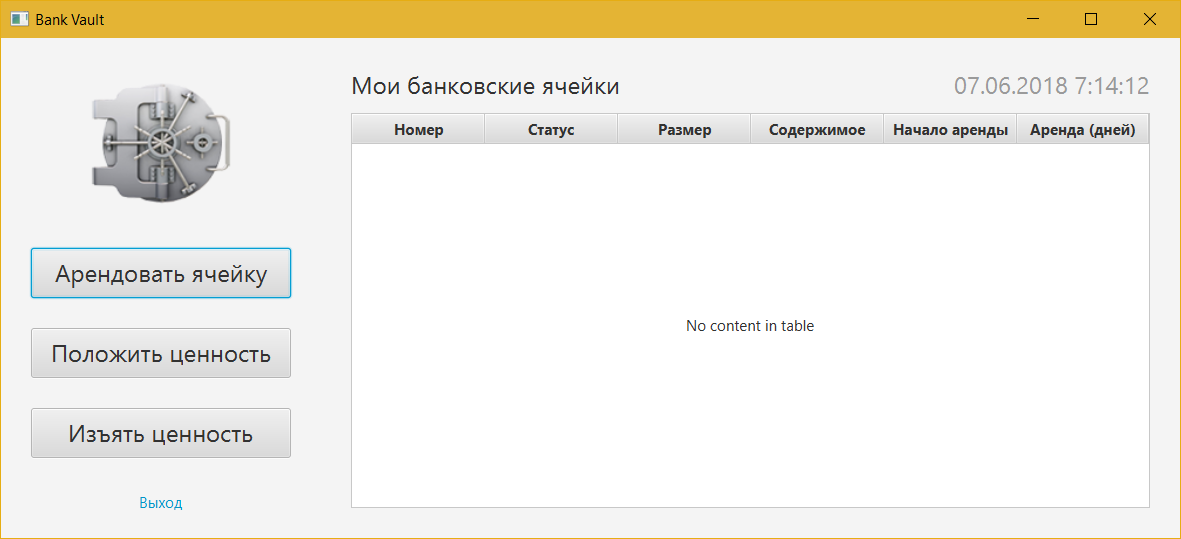 Bank Vault
Мои банковские ячейки 07.06.2018 7:14:12
Номер Статус Размер Содержимое Начало аренды Аренда (дней)
Арендовать ячейку
No content in table
Положить ценность
Изъять ценность
Выход